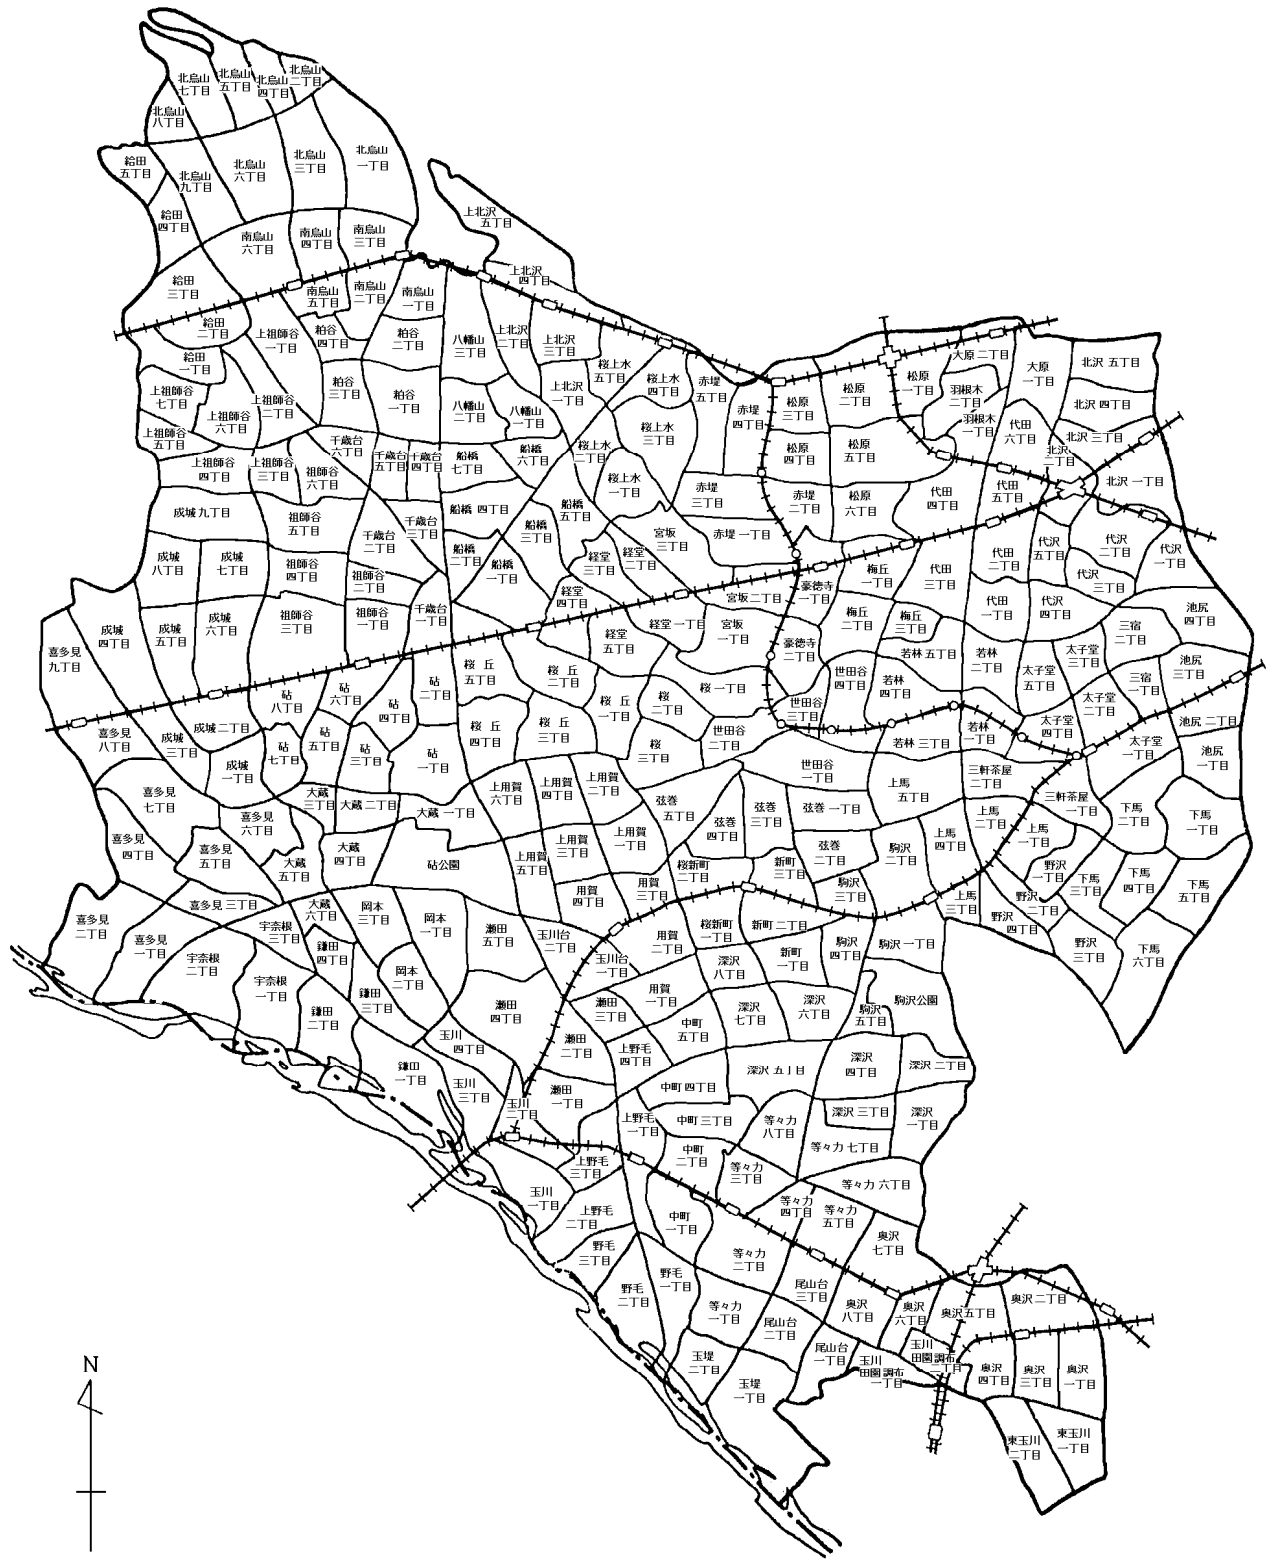 北烏山
七丁目
北烏山
五丁目
北烏山
四丁目
北烏山
二丁目
北烏山
八丁目
給田
五丁目
北烏山
九丁目
北烏山
六丁目
北烏山
三丁目
北烏山
一丁目
給田
四丁目
南烏山
六丁目
南烏山
四丁目
南烏山
三丁目
上北沢
五丁目
上北沢
四丁目
給田
三丁目
南烏山
五丁目
南烏山
二丁目
南烏山
一丁目
給田
二丁目
上祖師谷
一丁目
粕谷
四丁目
粕谷
二丁目
八幡山
三丁目
上北沢
二丁目
上北沢
三丁目
給田
一丁目
上祖師谷
七丁目
上祖師谷
六丁目
上祖師谷
二丁目
粕谷
三丁目
粕谷
一丁目
八幡山
二丁目
八幡山
一丁目
上北沢
一丁目
桜上水
五丁目
桜上水
四丁目
赤堤
五丁目
赤堤
四丁目
松原
三丁目
松原
二丁目
松原
一丁目
大原 二丁目
羽根木
二丁目
羽根木
一丁目
大原
一丁目
北沢 五丁目
北沢 四丁目
北沢 三丁目
北沢
二丁目
北沢 一丁目
代田
六丁目
代田
五丁目
代田
四丁目
上祖師谷
五丁目
上祖師谷
四丁目
上祖師谷
三丁目
祖師谷
六丁目
千歳台
六丁目
千歳台
五丁目
千歳台
四丁目
船橋
七丁目
船橋
六丁目
桜上水
二丁目
桜上水
三丁目
桜上水
一丁目
赤堤
三丁目
松原
四丁目
松原
五丁目
赤堤
二丁目
松原
六丁目
成城 九丁目
祖師谷
五丁目
千歳台
三丁目
千歳台
二丁目
船橋 四丁目
船橋
三丁目
船橋
五丁目
船橋
二丁目
船橋
一丁目
経堂
三丁目
経堂
二丁目
宮坂
三丁目
赤堤 一丁目
成城
八丁目
成城
七丁目
祖師谷
四丁目
祖師谷
二丁目
祖師谷
三丁目
祖師谷
一丁目
千歳台
一丁目
経堂
四丁目
経堂
五丁目
経堂 一丁目
宮坂 二丁目
宮坂
一丁目
豪徳寺
一丁目
豪徳寺
二丁目
梅丘
一丁目
梅丘
二丁目
梅丘
三丁目
代田
三丁目
代田
二丁目
代田
一丁目
代沢
五丁目
代沢
四丁目
代沢
二丁目
代沢
三丁目
代沢
一丁目
池尻
四丁目
池尻
三丁目
池尻 二丁目
池尻
一丁目
三宿
二丁目
三宿
一丁目
太子堂
三丁目
太子堂
五丁目
太子堂
二丁目
太子堂
四丁目
太子堂
一丁目
若林 五丁目
若林
二丁目
若林
四丁目
若林
一丁目
若林 三丁目
世田谷
四丁目
世田谷
三丁目
世田谷
二丁目
世田谷
一丁目
喜多見
九丁目
成城
四丁目
成城
五丁目
成城
六丁目
喜多見
八丁目
成城
三丁目
成城 二丁目
成城
一丁目
砧
八丁目
砧
六丁目
砧
七丁目
砧
五丁目
砧
四丁目
砧
三丁目
砧
二丁目
砧
一丁目
桜 丘
五丁目
桜 丘
四丁目
桜 丘
二丁目
桜 丘
三丁目
桜 丘
一丁目
桜
二丁目
桜 一丁目
桜
三丁目
喜多見
七丁目
喜多見
六丁目
喜多見
五丁目
喜多見
四丁目
喜多見 三丁目
喜多見
二丁目
喜多見
一丁目
大蔵
三丁目
大蔵 二丁目
大蔵 一丁目
大蔵
四丁目
大蔵
五丁目
大蔵
六丁目
砧公園
上用賀
六丁目
上用賀
四丁目
上用賀
二丁目
上用賀
五丁目
上用賀
三丁目
上用賀
一丁目
用賀
四丁目
用賀
三丁目
用賀
二丁目
用賀
一丁目
弦巻
五丁目
弦巻
四丁目
弦巻
三丁目
弦巻 一丁目
弦巻
二丁目
桜新町
二丁目
桜新町
一丁目
新町
三丁目
新町 二丁目
新町
一丁目
上馬
五丁目
上馬
四丁目
上馬
二丁目
上馬
一丁目
上馬
三丁目
三軒茶屋
二丁目
三軒茶屋
一丁目
下馬
二丁目
下馬
一丁目
下馬
三丁目
下馬
四丁目
下馬
五丁目
下馬
六丁目
野沢
一丁目
野沢
二丁目
野沢
四丁目
野沢
三丁目
駒沢
二丁目
駒沢
三丁目
駒沢
四丁目
駒沢 一丁目
駒沢公園
駒沢
五丁目
宇奈根
三丁目
宇奈根
二丁目
宇奈根
一丁目
鎌田
四丁目
鎌田
三丁目
鎌田
二丁目
鎌田
一丁目
岡本
三丁目
岡本
一丁目
岡本
二丁目
瀬田
五丁目
瀬田
四丁目
瀬田
三丁目
瀬田
二丁目
瀬田
一丁目
玉川台
二丁目
玉川台
一丁目
玉川
四丁目
玉川
三丁目
玉川
二丁目
玉川
一丁目
深沢
八丁目
深沢
七丁目
深沢
六丁目
深沢 五丁目
深沢
四丁目
深沢 二丁目
深沢 三丁目
深沢
一丁目
上野毛
四丁目
上野毛
一丁目
上野毛
三丁目
上野毛
二丁目
中町
五丁目
中町 四丁目
中町 三丁目
中町
二丁目
中町
一丁目
等々力
八丁目
等々力 七丁目
等々力 六丁目
等々力
三丁目
等々力
四丁目
等々力
五丁目
等々力
二丁目
等々力
一丁目
野毛
三丁目
野毛
二丁目
野毛
一丁目
尾山台
三丁目
尾山台
二丁目
尾山台
一丁目
玉堤
二丁目
玉堤
一丁目
奥沢
七丁目
奥沢
八丁目
奥沢
六丁目
奥沢 五丁目
奥沢 二丁目
奥沢
四丁目
奥沢
三丁目
奥沢
一丁目
玉川
田園調布
二丁目
玉川
田園調布
一丁目
東玉川
二丁目
東玉川
一丁目
N